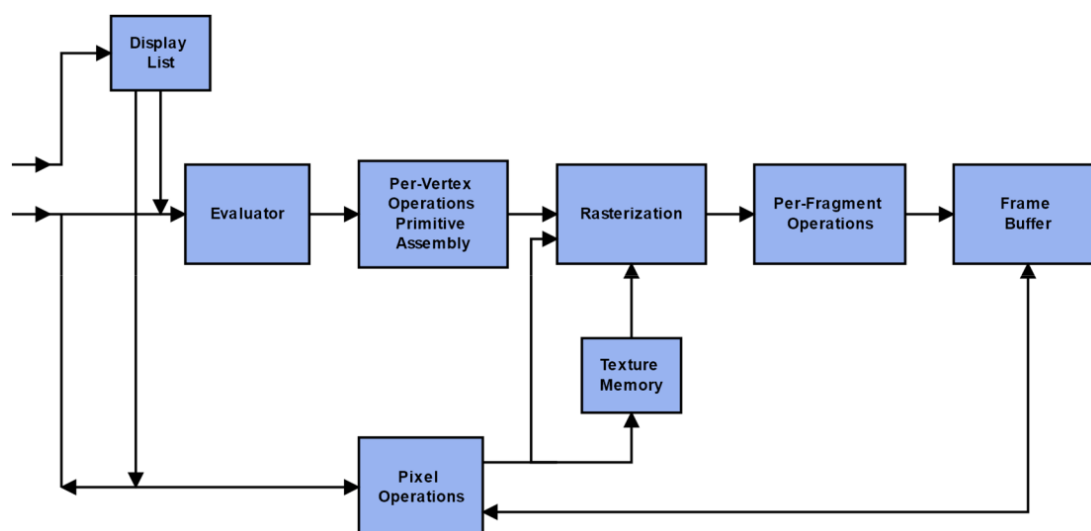 Display
List
Evaluator
Per-Vertex
Operations
Primitive
Assembly
Rasterization
Per-Fragment
Operations
Frame
Buffer
Texture
Memory
Pixel
Operations